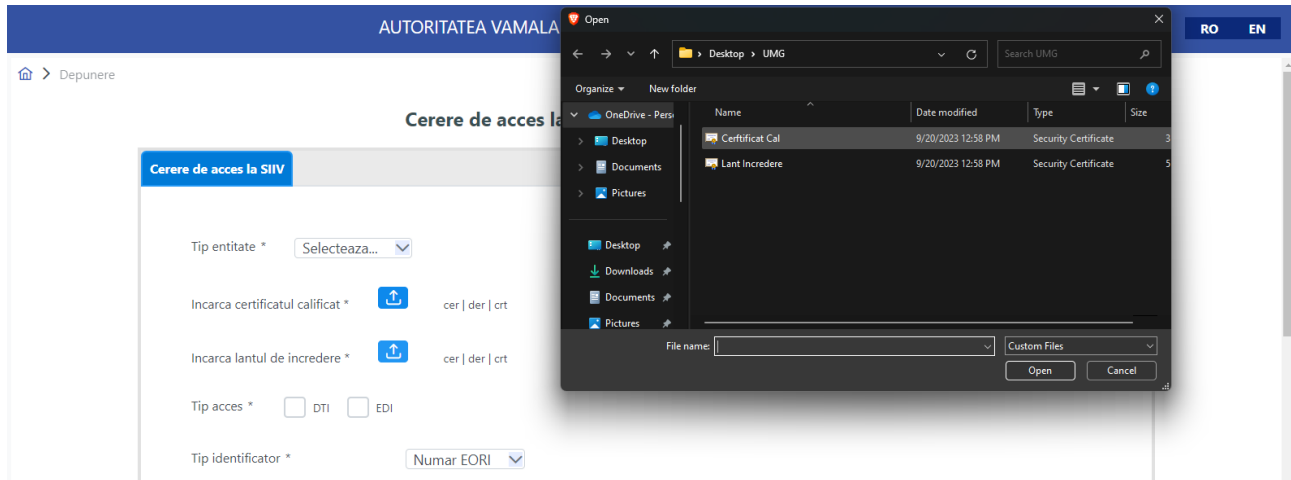 AUTORITATEA VAMALA
RO EN
Depunere
Cerere de acces la
Cerere de acces la SIIV
Tip entitate * Selecteaza...
Incarca certificatul calificat * cer | der | crt
Incarca lantul de incredere * cer | der | crt
Tip acces * DTI EDI
Tip identificator * Numar EORI
Open
Desktop > UMG Search UMG
Organize New folder
Name Date modified Type Size
OneDrive - Pers
Desktop
Documents
Pictures
Cerftificat Cal 9/20/2023 12:58 PM Security Certificate 3
Lant Incredere 9/20/2023 12:58 PM Security Certificate 5
Desktop
Downloads
Documents
Pictures
File name: Custom Files
Open Cancel